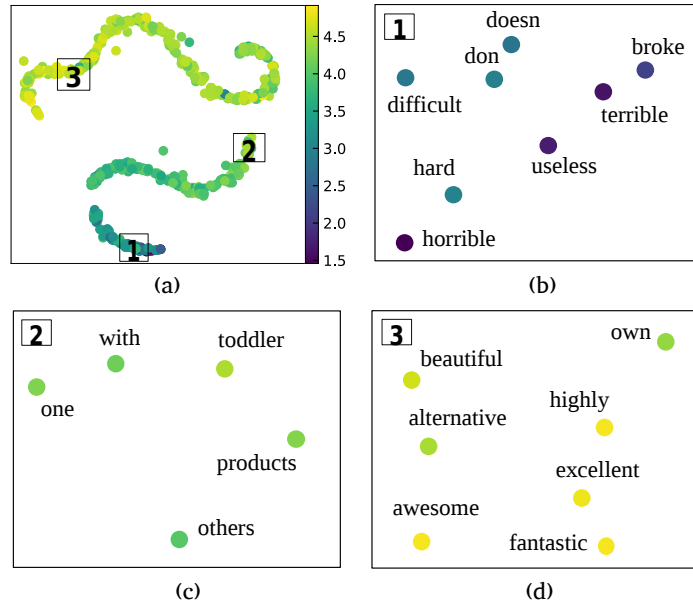 3
2
1
4.5
4.0
3.5
3.0
2.5
2.0
1.5
(a)
1
doesn
don
broke
difficult
terrible
hard
useless
horrible
(b)
2
with
toddler
one
products
others
(c)
3
own
beautiful
alternative
highly
excellent
awesome
fantastic
(d)